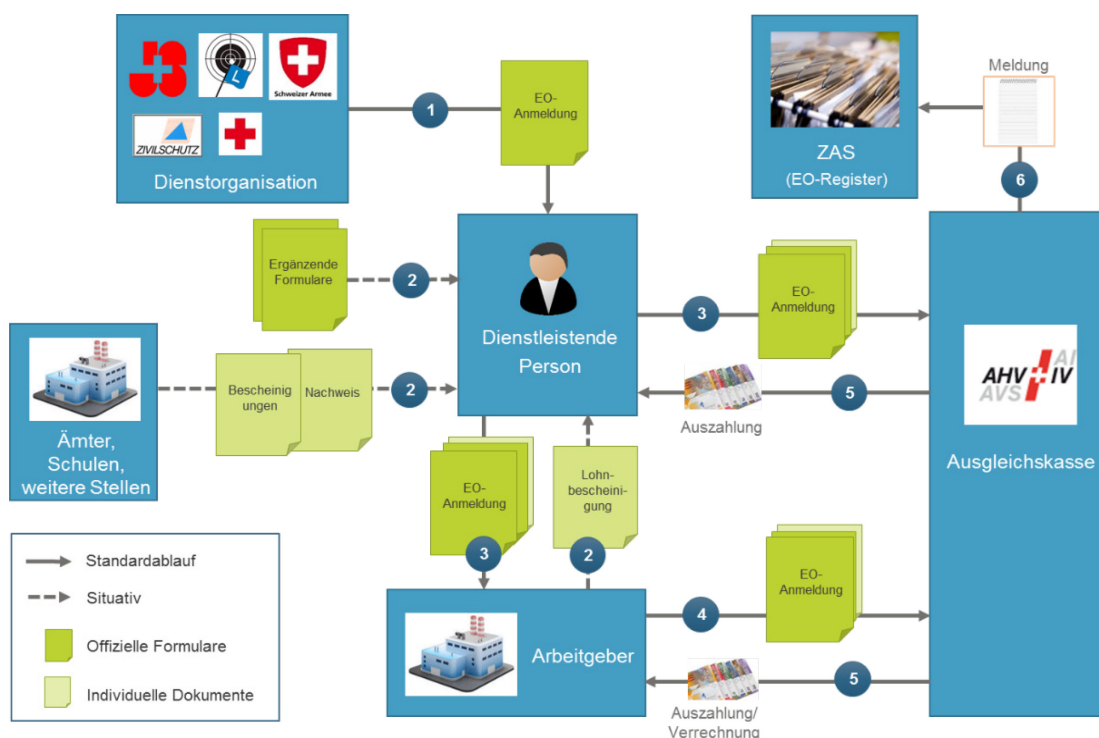 J+S
L
Schweizer Armee
ZIVILSCHUTZ
Dienstorganisation
1
EO-
Anmeldung
ZAS
(EO-Register)
Meldung
6
Ergänzende
Formulare
2
Dienstleistende
Person
3
EO-
Anmeldung
Ämter,
Schulen,
weitere Stellen
Bescheinig
ungen
Nachweis
2
Auszahlung
5
AHV
AVS
AI
IV
Ausgleichskasse
EO-
Anmeldung
3
Lohn-
bescheini-
gung
2
Standardablauf
Situativ
Offizielle Formulare
Individuelle Dokumente
Arbeitgeber
4
EO-
Anmeldung
5
Auszahlung/
Verrechnung